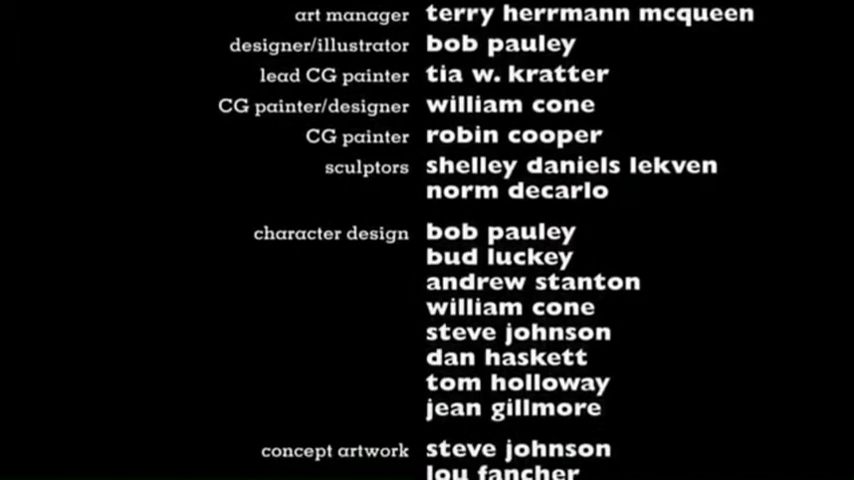 art manager terry herrmann mcqueen
designer/illustrator bob pauley
lead CG painter tia w. kratter
CG painter/designer william cone
CG painter robin cooper
sculptors shelley daniels lekven
norm decarlo
character design bob pauley
bud luckey
andrew stanton
william cone
steve johnson
dan haskett
tom holloway
jean gillmore
concept artwork steve johnson
lou fancher